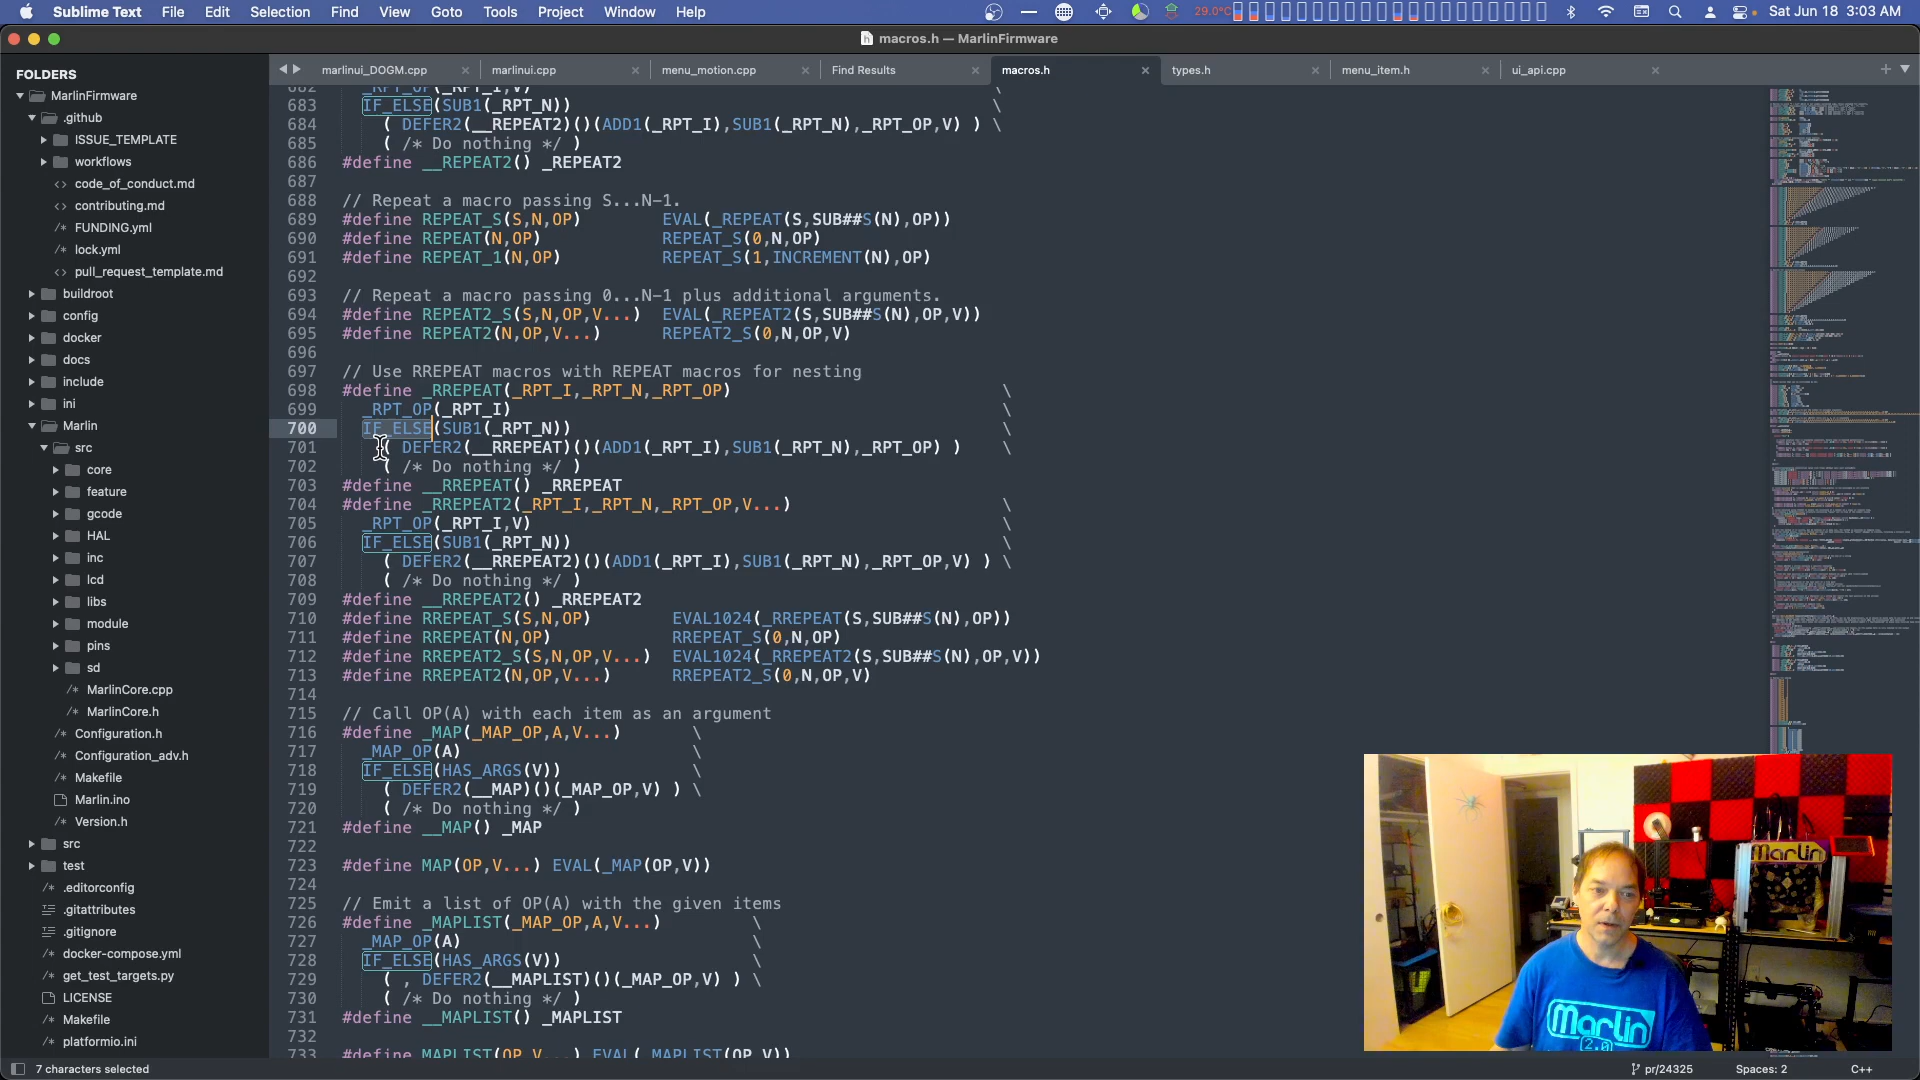 Sublime Text File Edit Selection Find View Goto Tools Project Window Help 29.0°C Sat Jun 18 3:03 AM
macros.h — MarlinFirmware
FOLDERS
MarlinFirmware
.github
ISSUE_TEMPLATE
workflows
code_of_conduct.md
contributing.md
FUNDING.yml
lock.yml
pull_request_template.md
buildroot
config
docker
docs
include
ini
Marlin
src
core
feature
gcode
HAL
inc
lcd
libs
module
pins
sd
MarlinCore.cpp
MarlinCore.h
Configuration.h
Configuration_adv.h
Makefile
Marlin.ino
Version.h
src
test
.editorconfig
.gitattributes
.gitignore
docker-compose.yml
get_test_targets.py
LICENSE
Makefile
platformio.ini
marlinui_DOGM.cpp marlinui.cpp menu_motion.cpp Find Results macros.h types.h menu_item.h ui_api.cpp
682 _RPT_OP(_RPT_I,V) \
683 IF_ELSE(SUB1(_RPT_N)) \
684 ( DEFER2(__REPEAT2)()(ADD1(_RPT_I),SUB1(_RPT_N),_RPT_OP,V) ) \
685 ( /* Do nothing */ )
686 #define __REPEAT2() _REPEAT2
687
688 // Repeat a macro passing S...N-1.
689 #define REPEAT_S(S,N,OP) EVAL(_REPEAT(S,SUB##S(N),OP))
690 #define REPEAT(N,OP) REPEAT_S(0,N,OP)
691 #define REPEAT_1(N,OP) REPEAT_S(1,INCREMENT(N),OP)
692
693 // Repeat a macro passing 0...N-1 plus additional arguments.
694 #define REPEAT2_S(S,N,OP,V...) EVAL(_REPEAT2(S,SUB##S(N),OP,V))
695 #define REPEAT2(N,OP,V...) REPEAT2_S(0,N,OP,V)
696
697 // Use RREPEAT macros with REPEAT macros for nesting
698 #define _RREPEAT(_RPT_I,_RPT_N,_RPT_OP) \
699 _RPT_OP(_RPT_I) \
700 IF_ELSE(SUB1(_RPT_N)) \
701 ( DEFER2(__RREPEAT)()(ADD1(_RPT_I),SUB1(_RPT_N),_RPT_OP) ) \
702 ( /* Do nothing */ )
703 #define __RREPEAT() _RREPEAT
704 #define _RREPEAT2(_RPT_I,_RPT_N,_RPT_OP,V...) \
705 _RPT_OP(_RPT_I,V) \
706 IF_ELSE(SUB1(_RPT_N)) \
707 ( DEFER2(__RREPEAT2)()(ADD1(_RPT_I),SUB1(_RPT_N),_RPT_OP,V) ) \
708 ( /* Do nothing */ )
709 #define __RREPEAT2() _RREPEAT2
710 #define RREPEAT_S(S,N,OP) EVAL1024(_RREPEAT(S,SUB##S(N),OP))
711 #define RREPEAT(N,OP) RREPEAT_S(0,N,OP)
712 #define RREPEAT2_S(S,N,OP,V...) EVAL1024(_RREPEAT2(S,SUB##S(N),OP,V))
713 #define RREPEAT2(N,OP,V...) RREPEAT2_S(0,N,OP,V)
714
715 // Call OP(A) with each item as an argument
716 #define _MAP(_MAP_OP,A,V...) \
717 _MAP_OP(A) \
718 IF_ELSE(HAS_ARGS(V)) \
719 ( DEFER2(__MAP)()(_MAP_OP,V) ) \
720 ( /* Do nothing */ )
721 #define __MAP() _MAP
722
723 #define MAP(OP,V...) EVAL(_MAP(OP,V))
724
725 // Emit a list of OP(A) with the given items
726 #define _MAPLIST(_MAP_OP,A,V...) \
727 _MAP_OP(A) \
728 IF_ELSE(HAS_ARGS(V)) \
729 ( , DEFER2(__MAPLIST)()(_MAP_OP,V) ) \
730 ( /* Do nothing */ )
731 #define __MAPLIST() _MAPLIST
732
733 #define MAPLIST(OP,V...) EVAL(_MAPLIST(OP,V))
Marlin
Marlin
2.0
7 characters selected pr/24325 Spaces: 2 C++